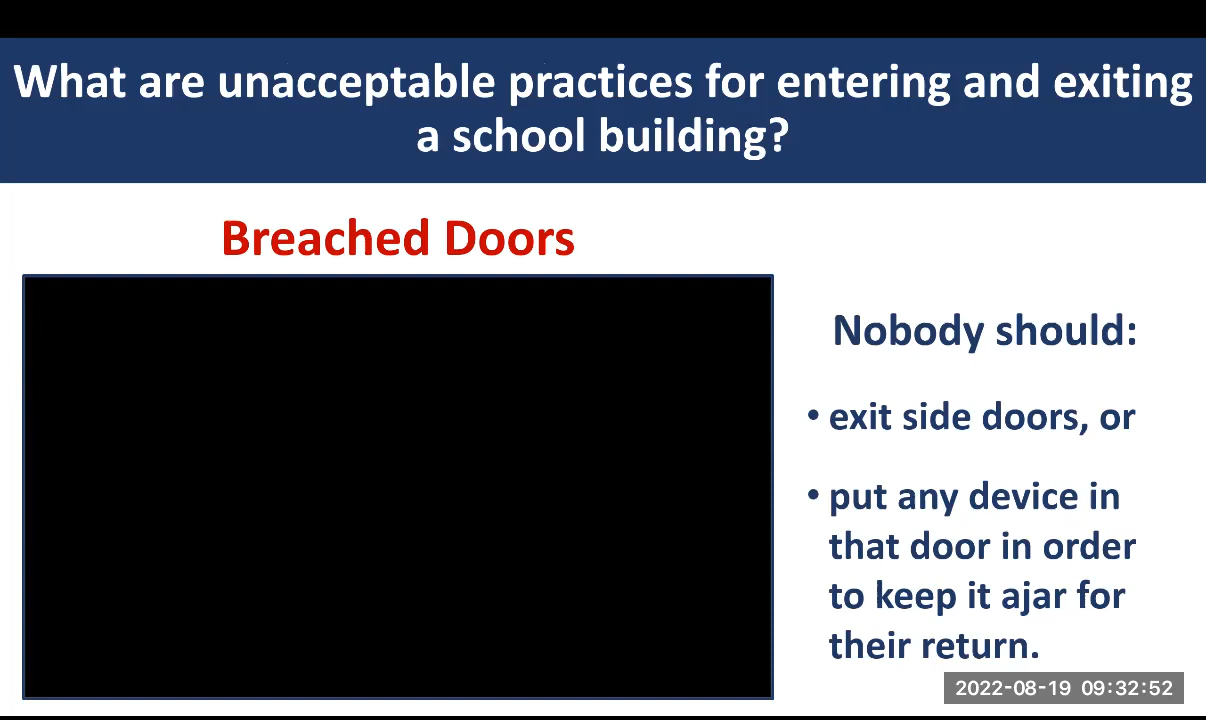 What are unacceptable practices for entering and exiting
a school building?
Breached Doors
Nobody should:
• exit side doors, or
• put any device in
that door in order
to keep it ajar for
their return.
2022-08-19 09:32:52